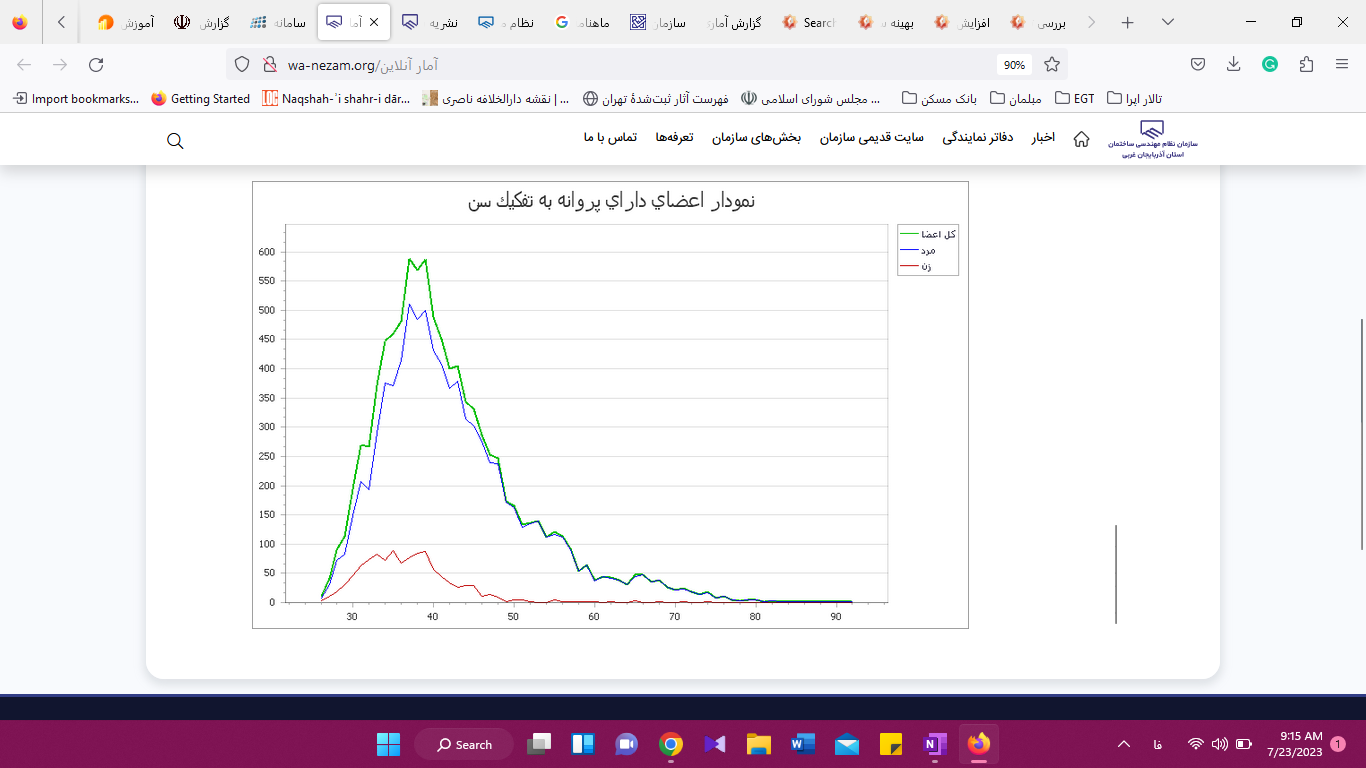 آموزش
گزارش
سامانه
آما
نشریه
نظام م
ماهنام
سازمان
گزارش آماری
Search
بهینه س
افزایش
بررسی
wa-nezam.org/آمار آنلاین
90%
Import bookmarks...
Getting Started
Naqshah-ʾi shahr-i dār...
نقشه دارالخلافه ناصری | ...
فهرست آثار ثبت‌شدهٔ تهران
مجلس شورای اسلامی ...
بانک مسکن
مبلمان
EGT
تالار اپرا
سازمان نظام مهندسی ساختمان
استان آذربایجان غربی
اخبار
دفاتر نمایندگی
سایت قدیمی سازمان
بخش‌های سازمان
تعرفه‌ها
تماس با ما
نمودار اعضاي داراي پروانه به تفكيك سن
كل اعضا
مرد
زن
600
550
500
450
400
350
300
250
200
150
100
50
0
30 40 50 60 70 80 90
Search
فا
9:15 AM
7/23/2023
1